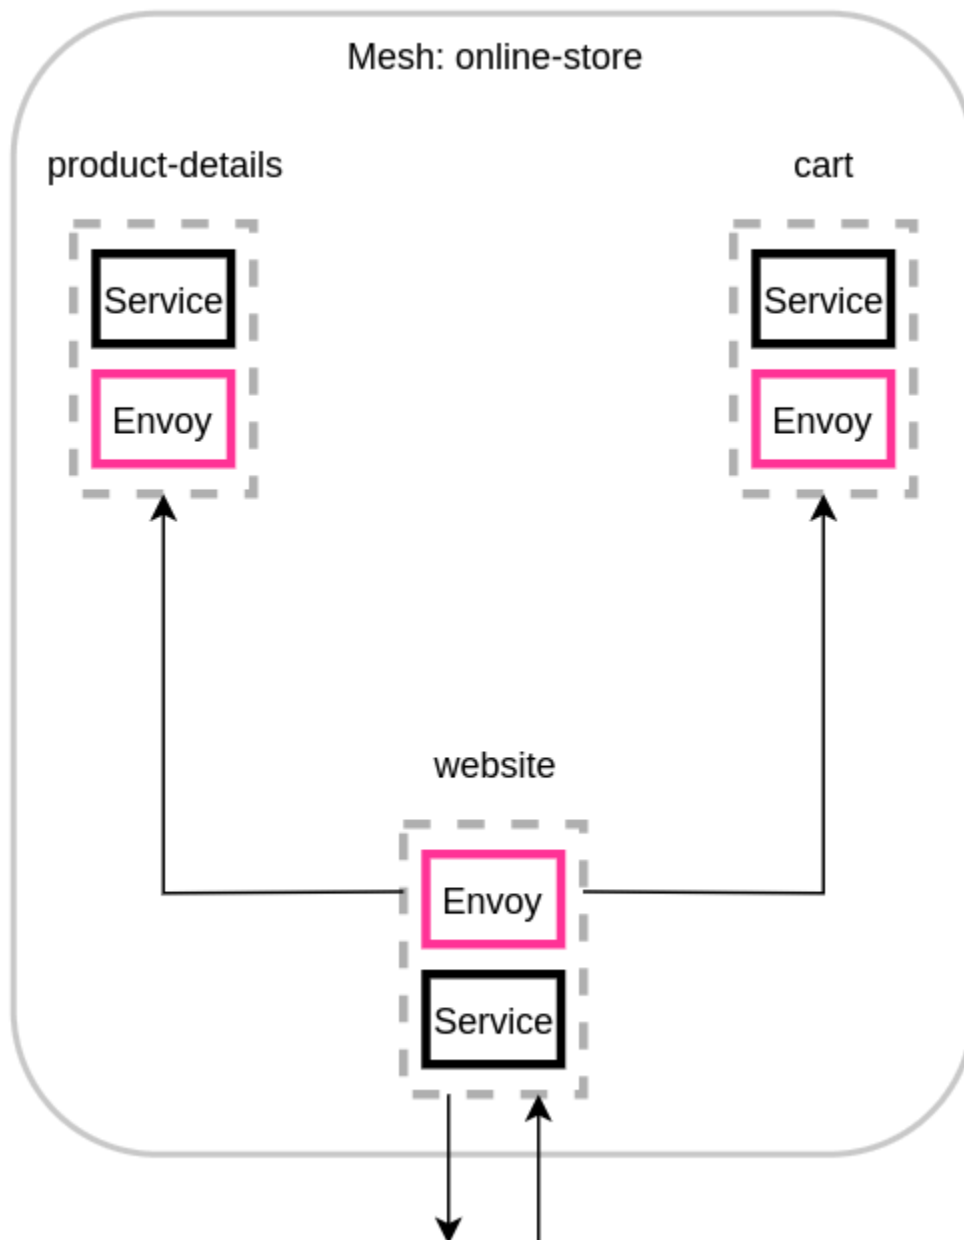 Mesh: online-store
product-details
cart
Service
Service
Envoy
Envoy
website
Envoy
Service